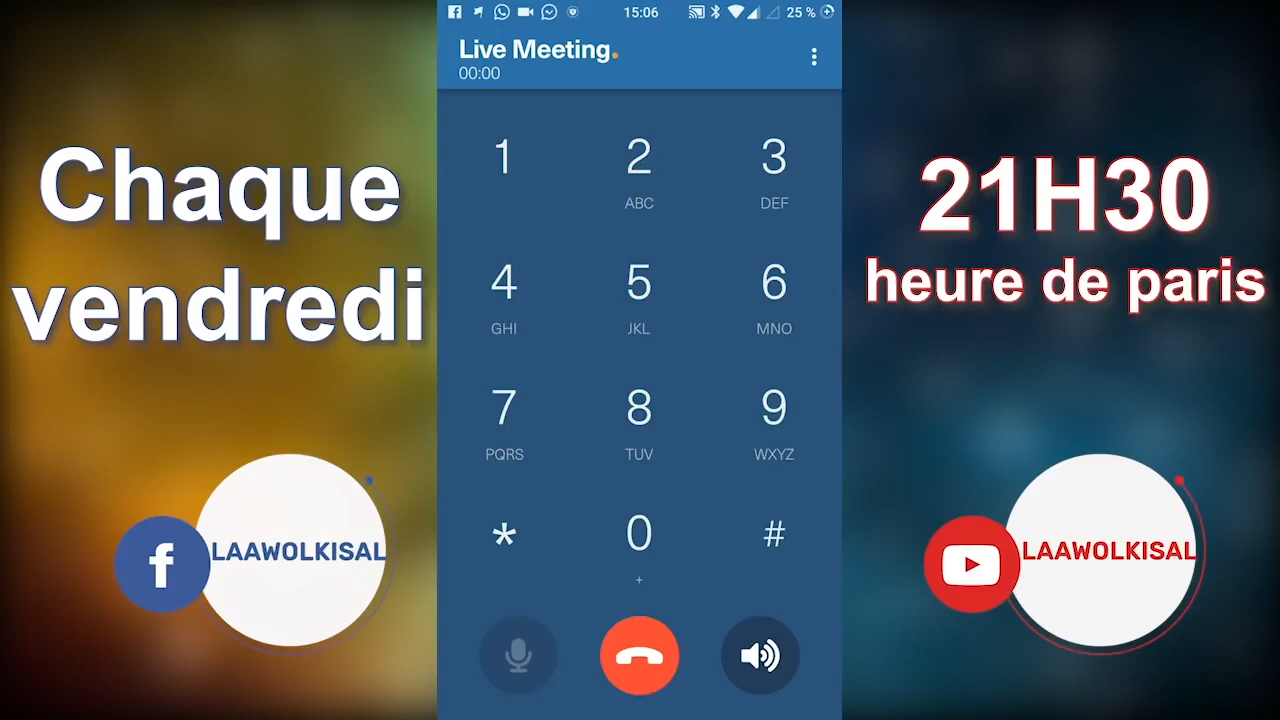 15:06
25 %
Live Meeting.
00:00
Chaque
vendredi
1
2
3
ABC
DEF
4
5
6
GHI
JKL
MNO
7
8
9
PQRS
TUV
WXYZ
*
0
#
+
21H30
heure de paris
f
LAAWOLKISAL
LAAWOLKISAL